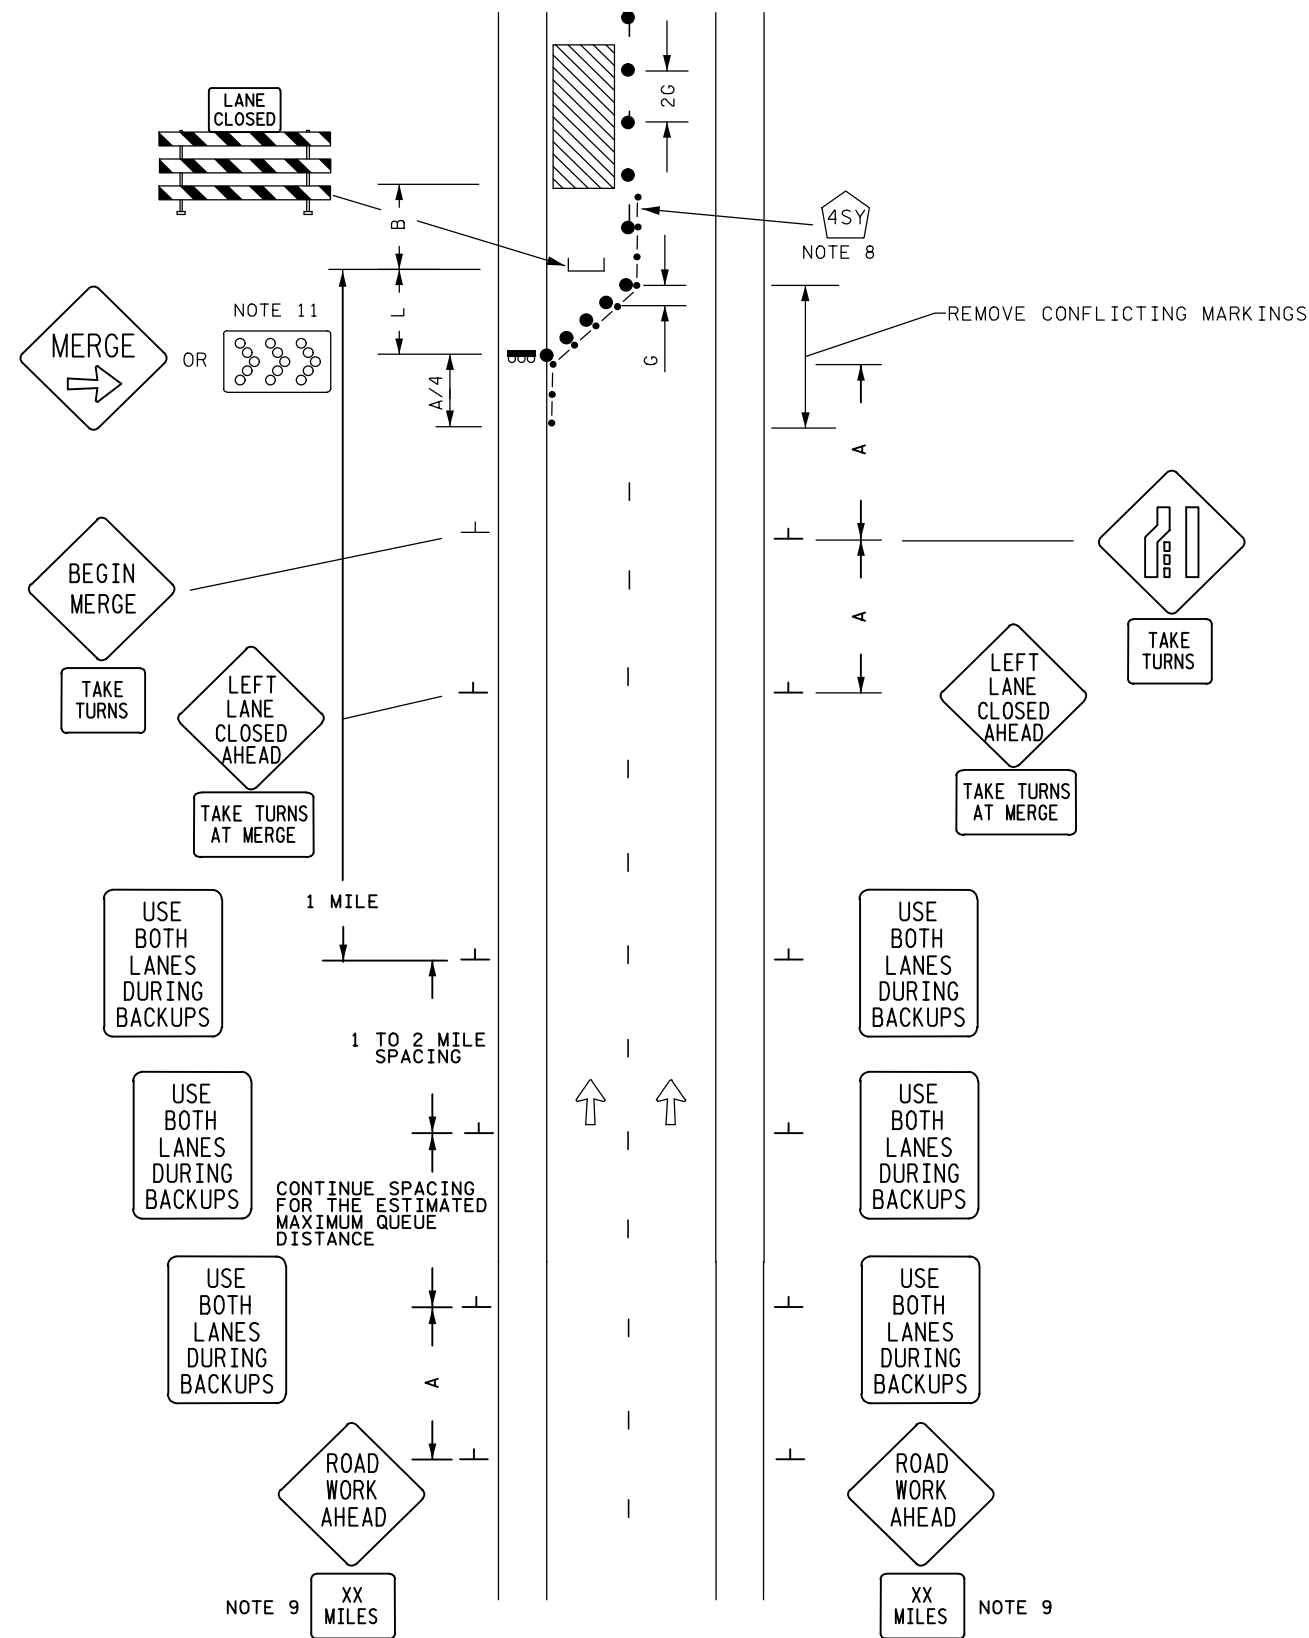 LANE
CLOSED
2G
B
4SY
NOTE 8
NOTE 11
MERGE
OR
L
G
A/4
REMOVE CONFLICTING MARKINGS
A
BEGIN
MERGE
TAKE
TURNS
A
TAKE
TURNS
LEFT
LANE
CLOSED
AHEAD
TAKE TURNS
AT MERGE
LEFT
LANE
CLOSED
AHEAD
TAKE TURNS
AT MERGE
1 MILE
USE
BOTH
LANES
DURING
BACKUPS
USE
BOTH
LANES
DURING
BACKUPS
1 TO 2 MILE
SPACING
USE
BOTH
LANES
DURING
BACKUPS
USE
BOTH
LANES
DURING
BACKUPS
CONTINUE SPACING
FOR THE ESTIMATED
MAXIMUM QUEUE
DISTANCE
USE
BOTH
LANES
DURING
BACKUPS
USE
BOTH
LANES
DURING
BACKUPS
A
ROAD
WORK
AHEAD
ROAD
WORK
AHEAD
NOTE 9
XX
MILES
XX
MILES
NOTE 9